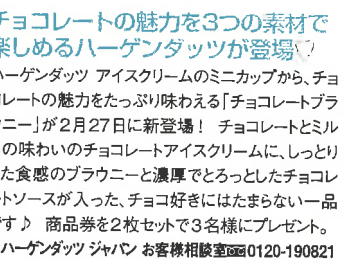 チョコレートの魅力を3つの素材で
楽しめるハーゲンダッツが登場♡
ハーゲンダッツ アイスクリームのミニカップから、チョ
コレートの魅力をたっぷり味わえる「チョコレートブラ
ウニー」が2月27日に新登場！ チョコレートとミル
クの味わいのチョコレートアイスクリームに、しっとり
した食感のブラウニーと濃厚でとろっとしたチョコレ
ートソースが入った、チョコ好きにはたまらない一品
です♪ 商品券を2枚セットで3名様にプレゼント。
ハーゲンダッツ ジャパン お客様相談室 0120-190821